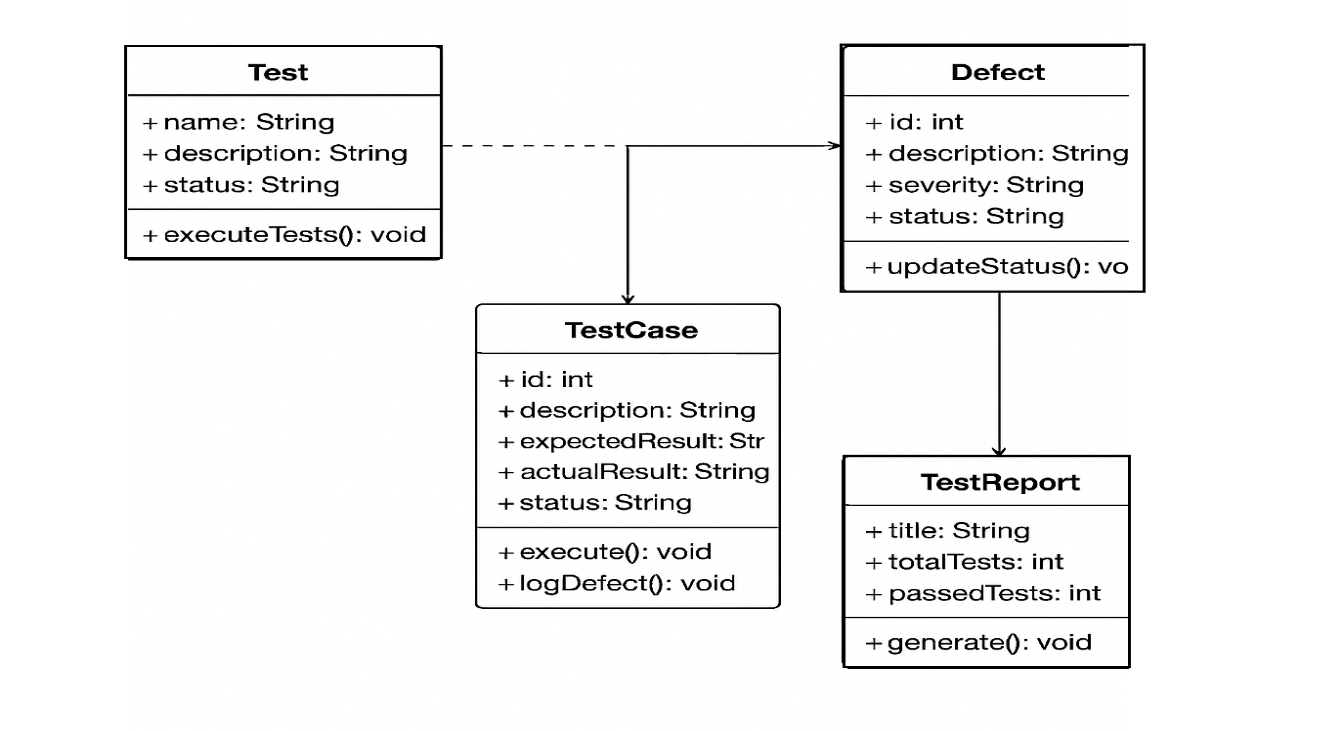 Test
+ name: String
+ description: String
+ status: String
+ executeTests(): void
Defect
+ id: int
+ description: String
+ severity: String
+ status: String
+ updateStatus(): vo
TestCase
+ id: int
+ description: String
+ expectedResult: Str
+ actualResult: String
+ status: String
+ execute(): void
+ logDefect(): void
TestReport
+ title: String
+ totalTests: int
+ passedTests: int
+ generate(): void